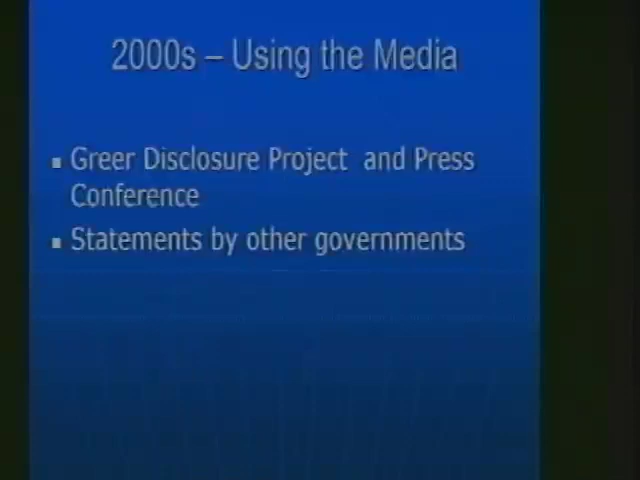 2000s – Using the Media
▪ Greer Disclosure Project and Press
Conference
▪ Statements by other governments